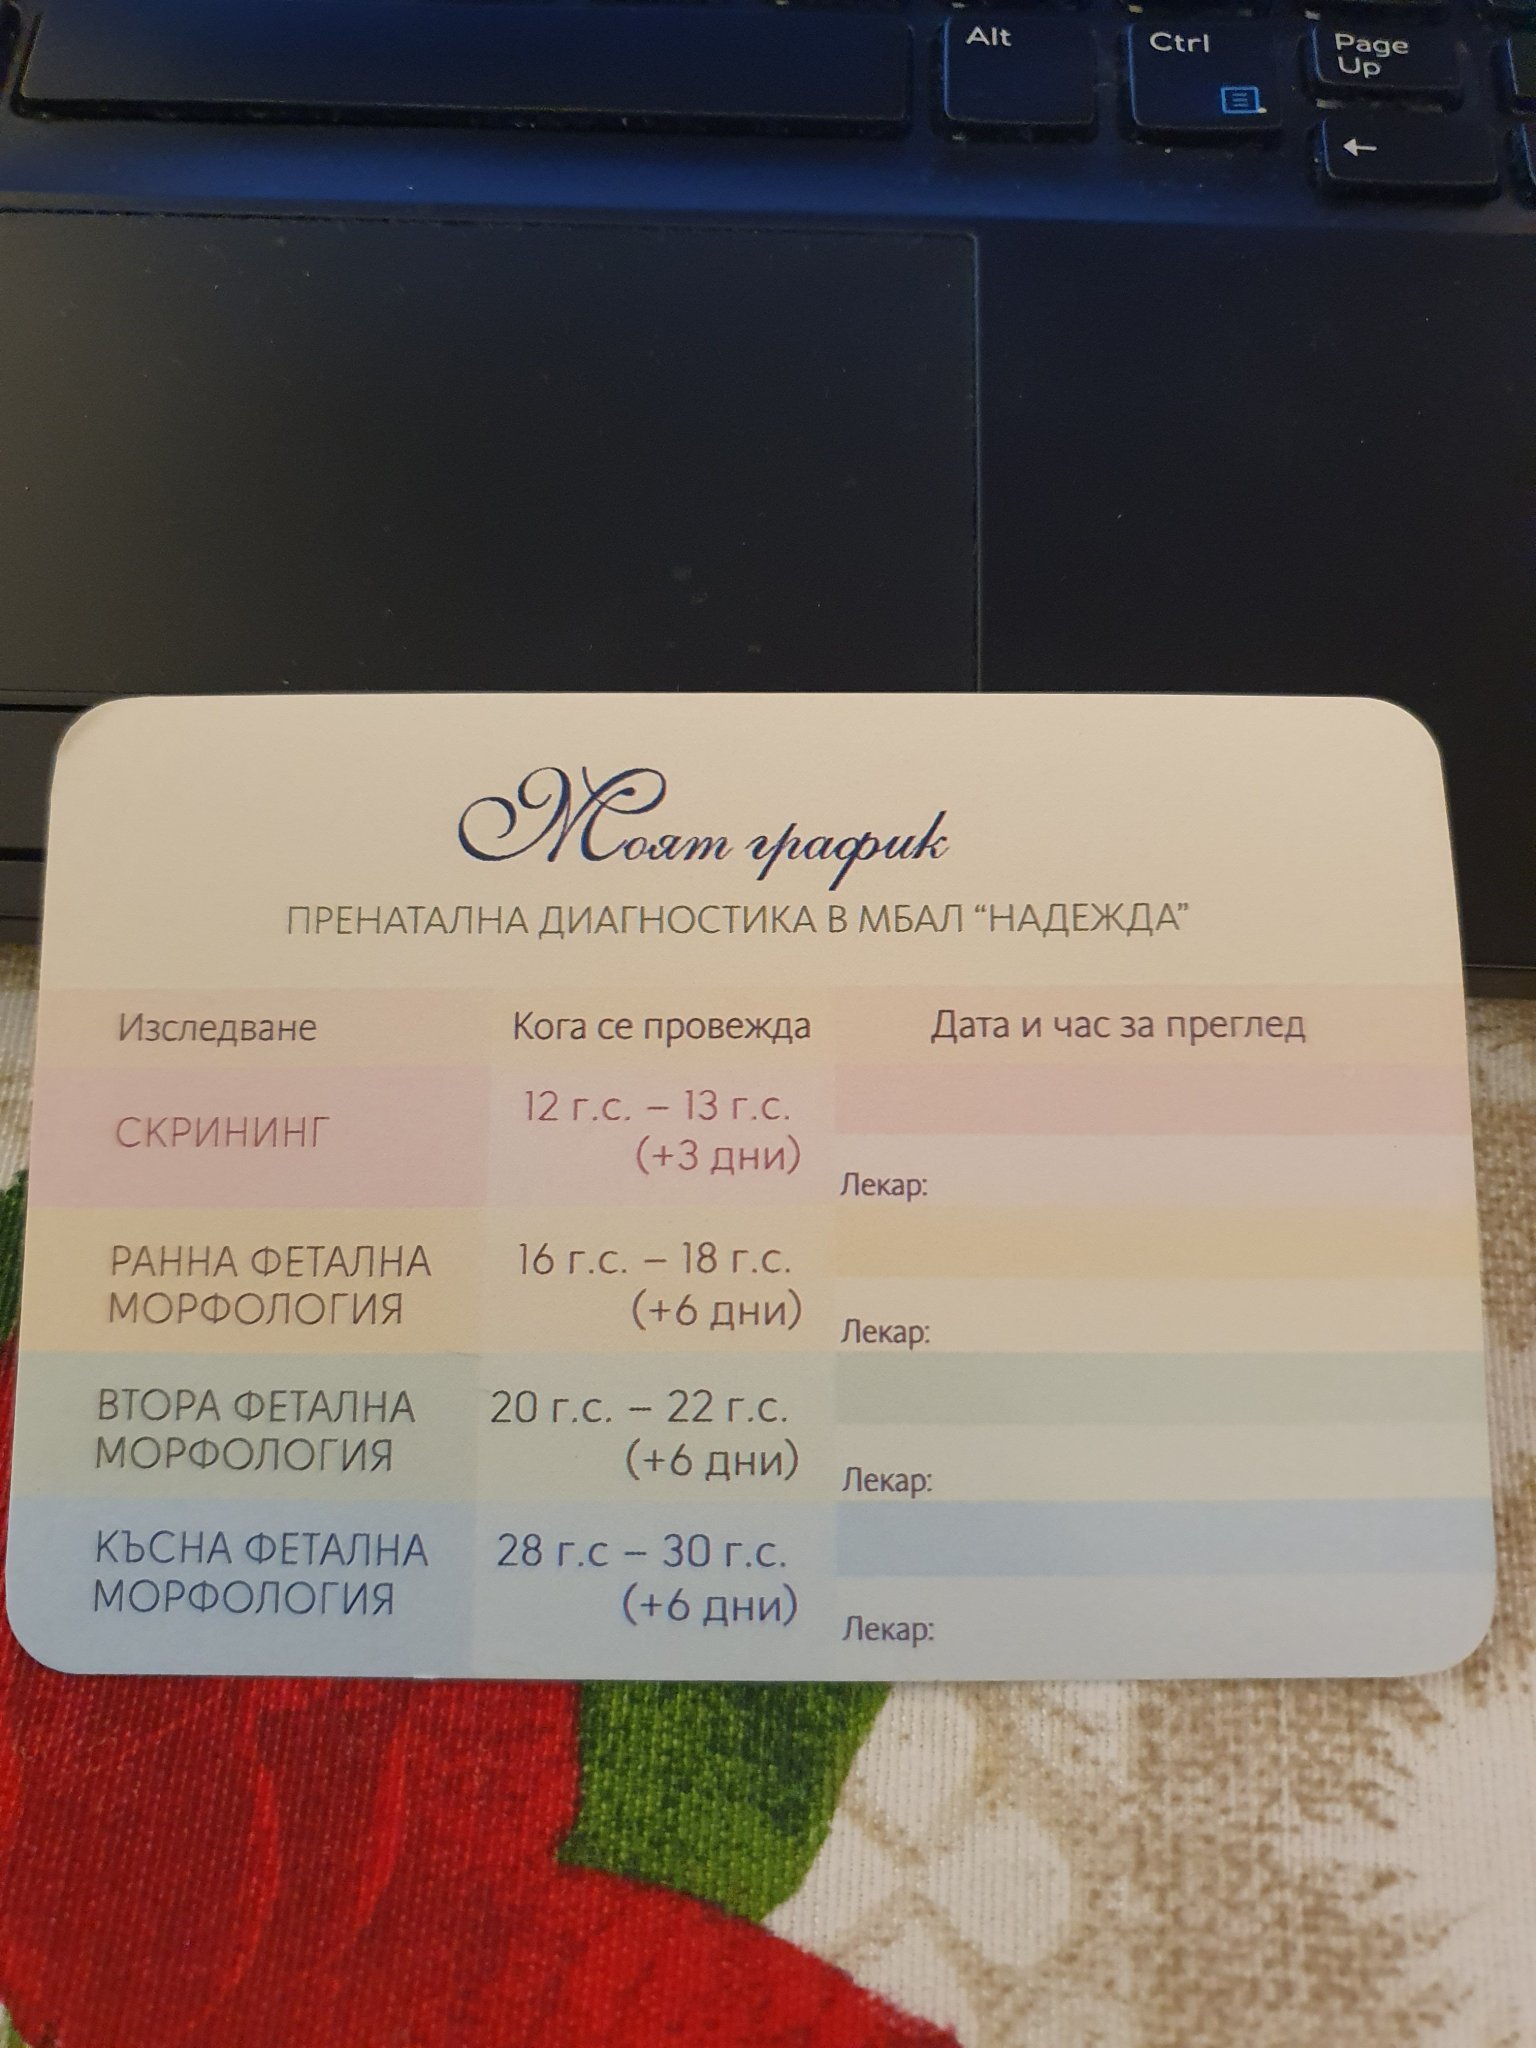 Alt
Ctrl
Page
Up
←
Моят график
ПРЕНАТАЛНА ДИАГНОСТИКА В МБАЛ “НАДЕЖДА”
Изследване Кога се провежда Дата и час за преглед
СКРИНИНГ
12 г.с. – 13 г.с.
(+3 дни)
Лекар:
РАННА ФЕТАЛНА
МОРФОЛОГИЯ
16 г.с. – 18 г.с.
(+6 дни)
Лекар:
ВТОРА ФЕТАЛНА
МОРФОЛОГИЯ
20 г.с. – 22 г.с.
(+6 дни)
Лекар:
КЪСНА ФЕТАЛНА
МОРФОЛОГИЯ
28 г.с – 30 г.с.
(+6 дни)
Лекар: